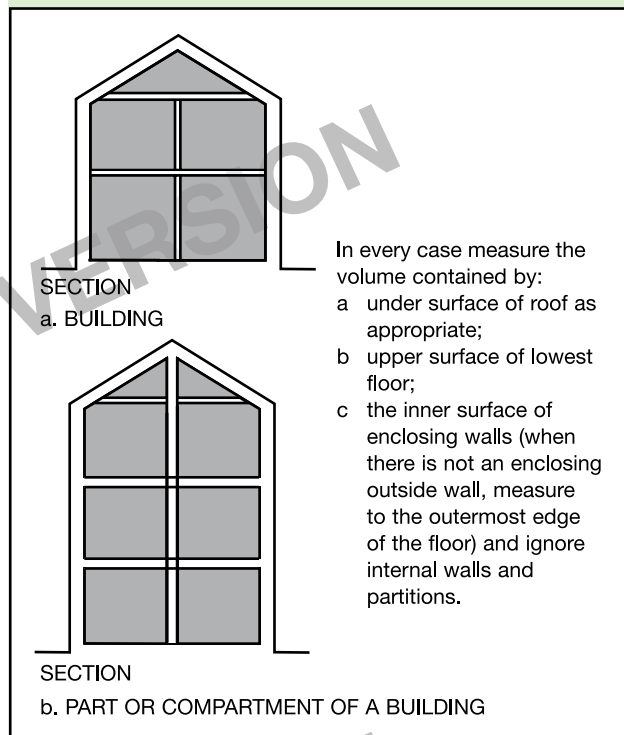 VERSION
SECTION
a. BUILDING
In every case measure the
volume contained by:
a under surface of roof as
appropriate;
b upper surface of lowest
floor;
c the inner surface of
enclosing walls (when
there is not an enclosing
outside wall, measure
to the outermost edge
of the floor) and ignore
internal walls and
partitions.
SECTION
b. PART OR COMPARTMENT OF A BUILDING